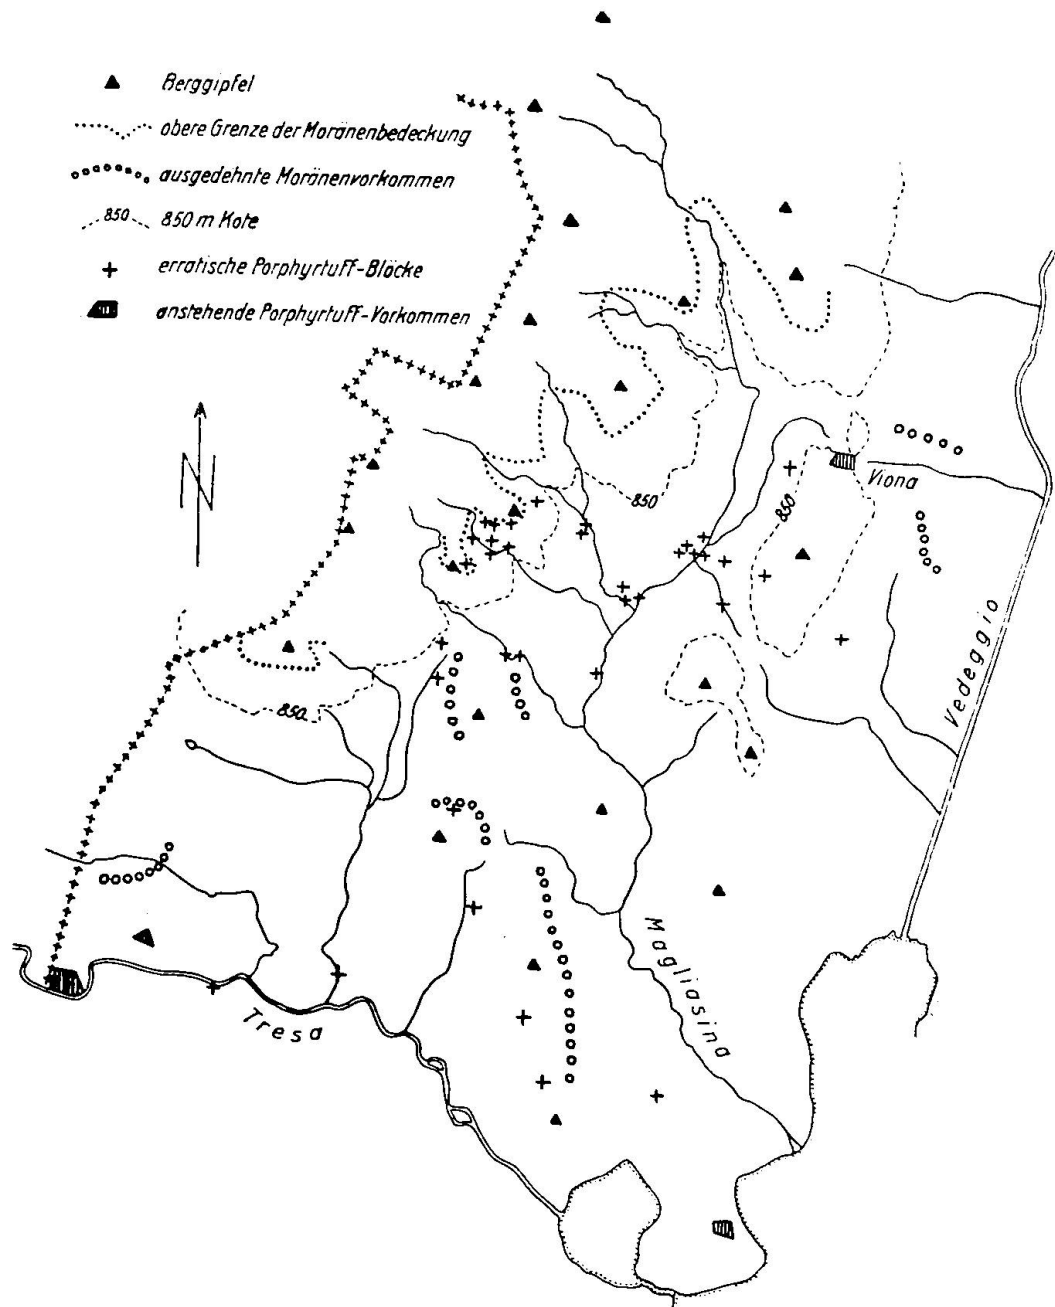 Berggipfel
obere Grenze der Moränenbedeckung
ausgedehnte Moränenvorkommen
850 850 m Kote
erratische Porphyrtuff-Blöcke
anstehende Porphyrtuff-Vorkommen
N
Viona
850
850
850
Vedeggio
Magliasina
Tresa